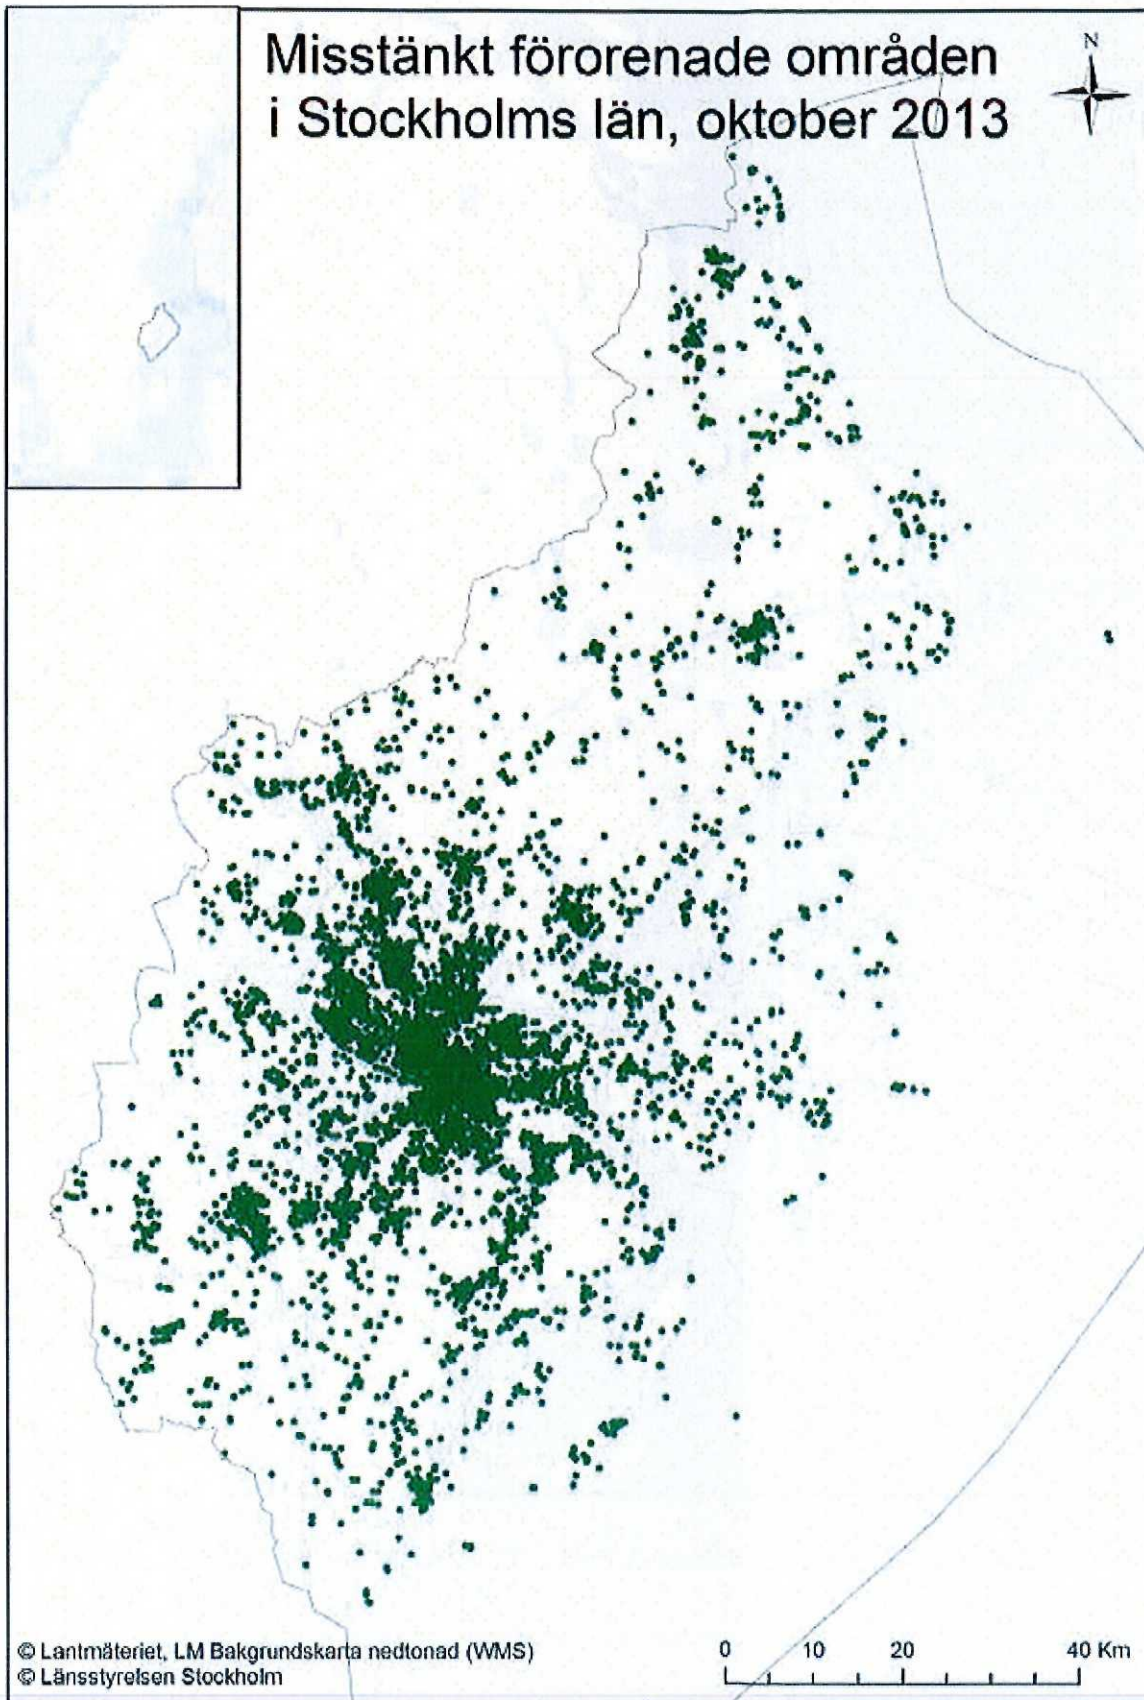 Misstänkt förorenade områden
i Stockholms län, oktober 2013
N
© Lantmäteriet, LM Bakgrundskarta nedtonad (WMS)
© Länsstyrelsen Stockholm
0 10 20 40 Km